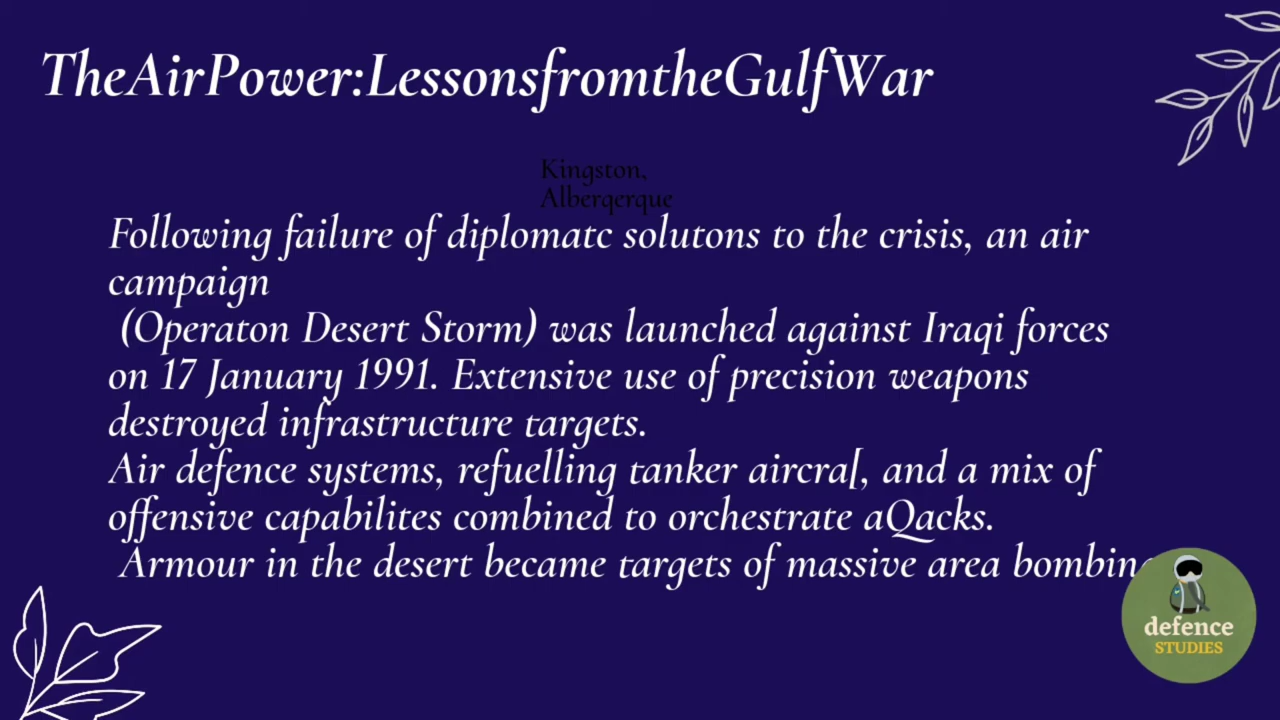 TheAirPower:LessonsfromtheGulfWar
Kingston,
Alberqerque
Following failure of diplomatc solutons to the crisis, an air
campaign
(Operaton Desert Storm) was launched against Iraqi forces
on 17 January 1991. Extensive use of precision weapons
destroyed infrastructure targets.
Air defence systems, refuelling tanker aircra[, and a mix of
offensive capabilites combined to orchestrate aQacks.
Armour in the desert became targets of massive area bombing
defence
STUDIES